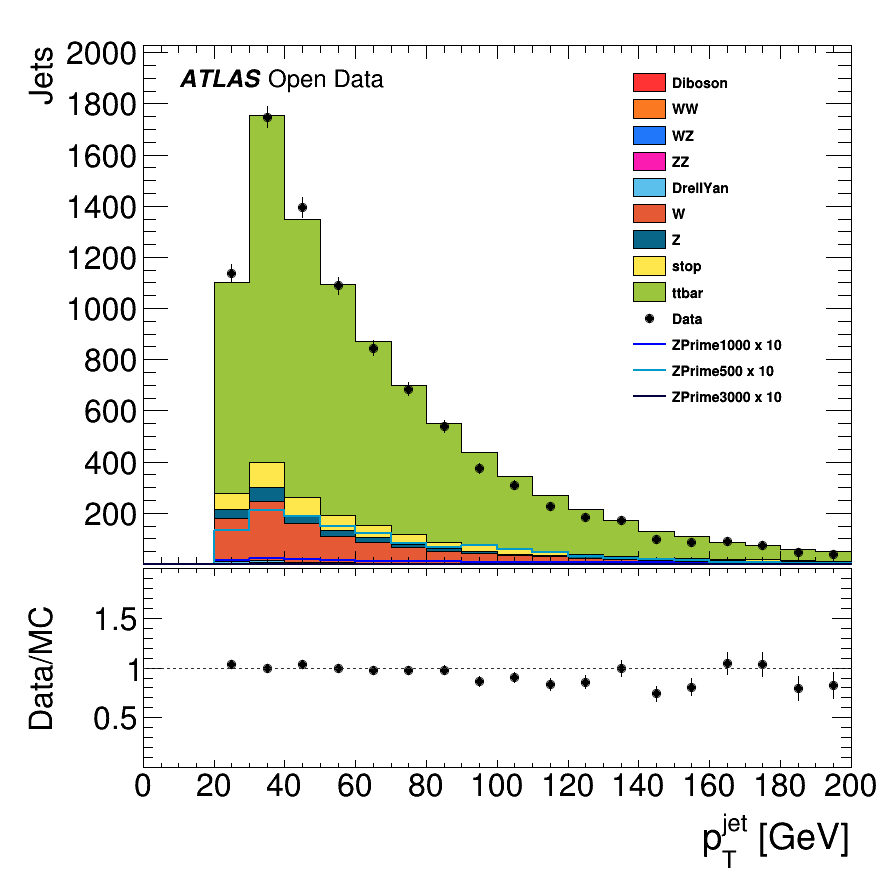 Jets
2000
1800
1600
1400
1200
1000
800
600
400
200
ATLAS Open Data
Diboson
WW
WZ
ZZ
DrellYan
W
Z
stop
ttbar
Data
ZPrime1000 x 10
ZPrime500 x 10
ZPrime3000 x 10
Data/MC
1.5
1
0.5
0 20 40 60 80 100 120 140 160 180 200
p_T^jet [GeV]